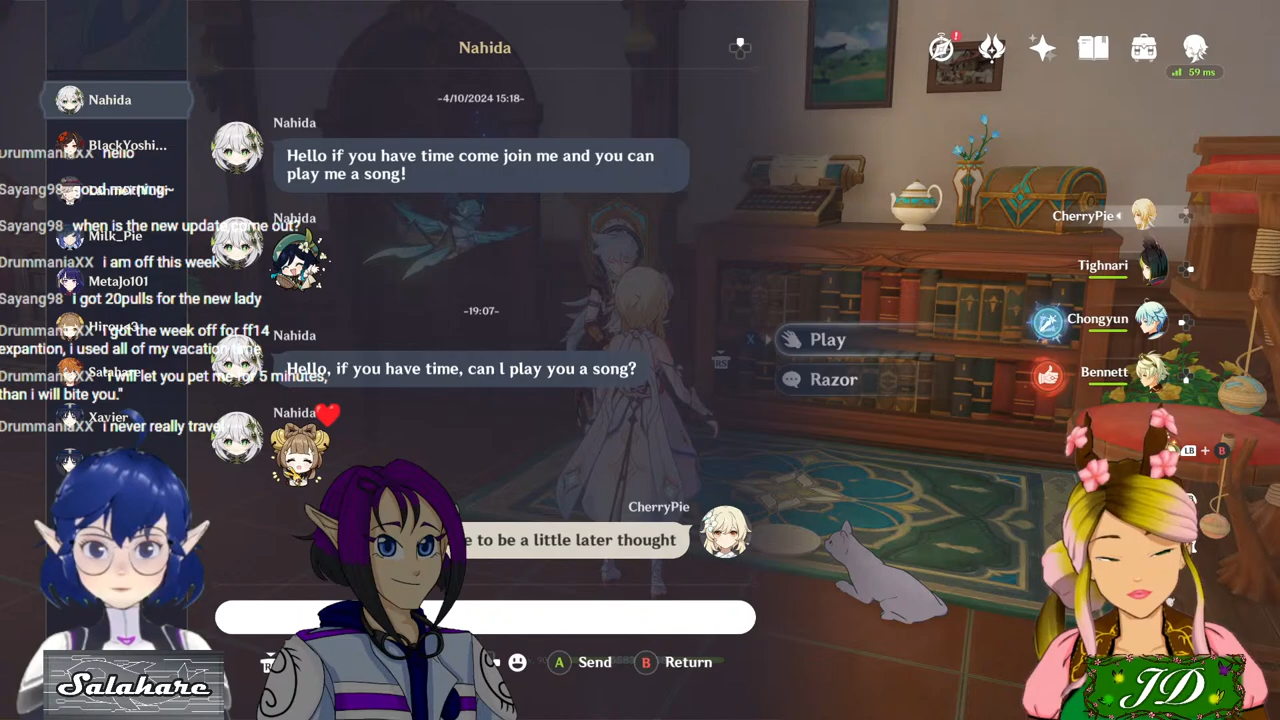 Nahida
59 ms
Nahida
~4/10/2024 15:18~
Nahida
Hello if you have time come join me and you can
play me a song!
BlackYoshi...
DrummaniaXX hello
Sayang98 good morning~
Nahida
Sayang98 when is the new update come out?
Milk_Pie
DrummaniaXX i am off this week
MetaJo101
Sayang98 i got 20pulls for the new lady
~19:07~
DrummaniaXX i got the week off for ff14
expantion, i used all of my vacation time
Nahida
Hello, if you have time, can l play you a song?
DrummaniaXX "I will let you pet me for 5 minutes,
than i will bite you."
Nahida
Xavier
DrummaniaXX i never really travel
CherryPie
e to be a little later thought
CherryPie
Tighnari
Chongyun
Bennett
X
Play
RS
Razor
LB + B
A Send
B Return
Salahare
JD